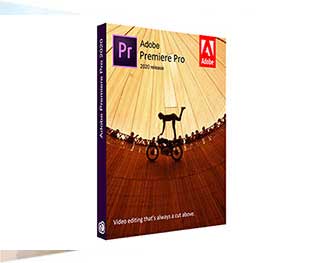 Adobe Premiere Pro 2020
Pr
Adobe
Premiere Pro
2020 release
Adobe
Video editing that's always a cut above.